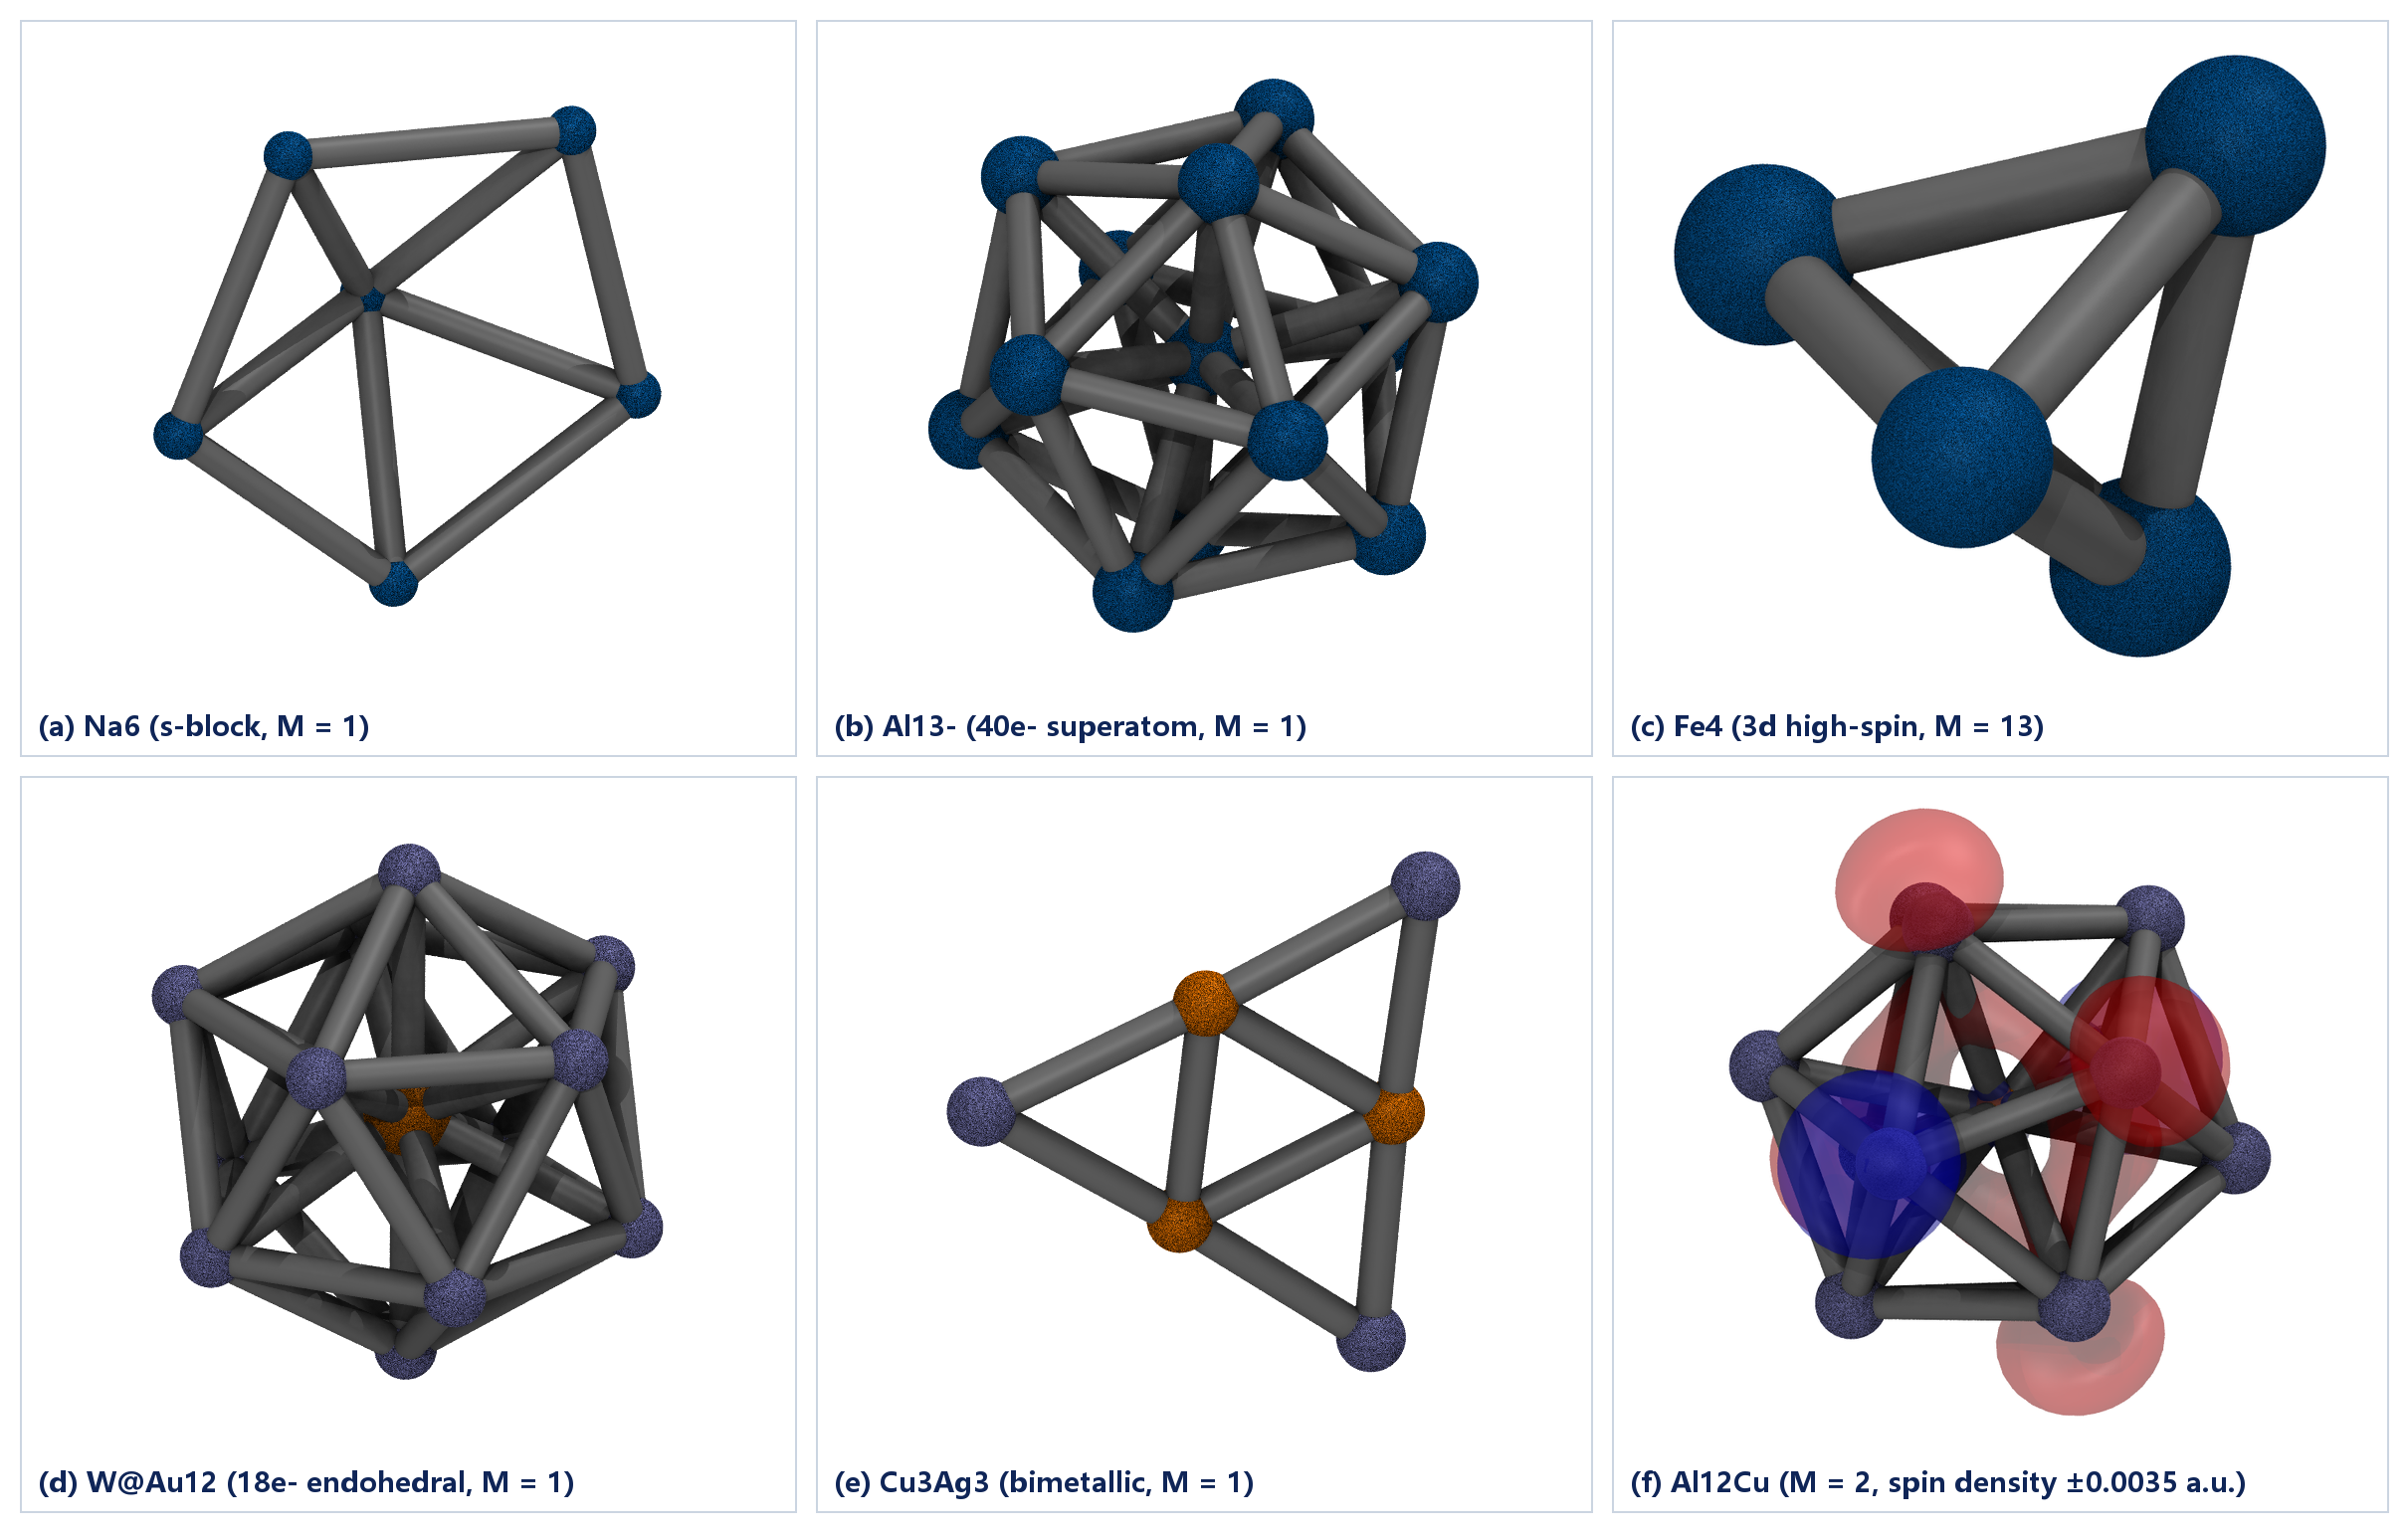 (a) Na6 (s-block, M = 1)
(b) Al13- (40e- superatom, M = 1)
(c) Fe4 (3d high-spin, M = 13)
(d) W@Au12 (18e- endohedral, M = 1)
(e) Cu3Ag3 (bimetallic, M = 1)
(f) Al12Cu (M = 2, spin density ±0.0035 a.u.)